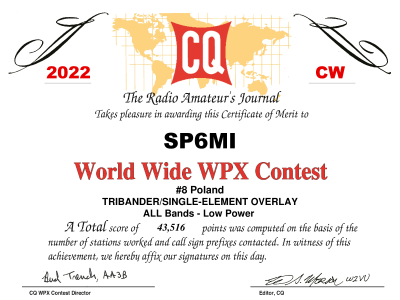 2022
CQ
CW
The Radio Amateur's Journal
Takes pleasure in awarding this Certificate of Merit to
SP6MI
World Wide WPX Contest
#8 Poland
TRIBANDER/SINGLE-ELEMENT OVERLAY
ALL Bands - Low Power
A Total score of 43,516 points was computed on the basis of the
number of stations worked and call sign prefixes contacted. In witness of this
achievement, we hereby affix our signatures on this day.
Bud Trench, AA3B
W2VU
CQ WPX Contest Director
Editor, CQ